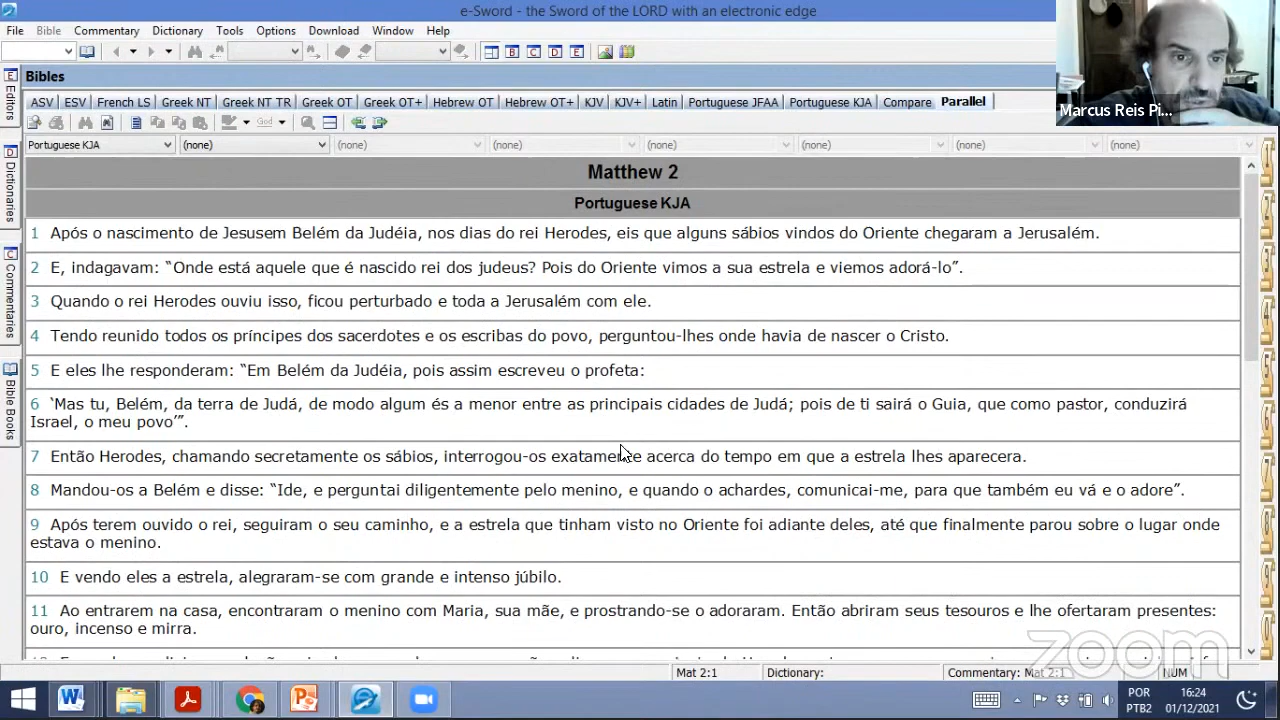 e-Sword - the Sword of the LORD with an electronic edge
File Bible Commentary Dictionary Tools Options Download Window Help
B C D E
Bibles
ASV ESV French LS Greek NT Greek NT TR Greek OT Greek OT+ Hebrew OT Hebrew OT+ KJV KJV+ Latin Portuguese JFAA Portuguese KJA Compare Parallel
Marcus Reis Pi...
God
Portuguese KJA (none) (none) (none) (none) (none) (none) (none)
Editors
Dictionaries
Commentaries
Bible Books
Matthew 2
Portuguese KJA
1 Após o nascimento de Jesusem Belém da Judéia, nos dias do rei Herodes, eis que alguns sábios vindos do Oriente chegaram a Jerusalém.
2 E, indagavam: “Onde está aquele que é nascido rei dos judeus? Pois do Oriente vimos a sua estrela e viemos adorá-lo”.
3 Quando o rei Herodes ouviu isso, ficou perturbado e toda a Jerusalém com ele.
4 Tendo reunido todos os príncipes dos sacerdotes e os escribas do povo, perguntou-lhes onde havia de nascer o Cristo.
5 E eles lhe responderam: “Em Belém da Judéia, pois assim escreveu o profeta:
6 ‘Mas tu, Belém, da terra de Judá, de modo algum és a menor entre as principais cidades de Judá; pois de ti sairá o Guia, que como pastor, conduzirá
Israel, o meu povo’”.
7 Então Herodes, chamando secretamente os sábios, interrogou-os exatamente acerca do tempo em que a estrela lhes aparecera.
8 Mandou-os a Belém e disse: “Ide, e perguntai diligentemente pelo menino, e quando o achardes, comunicai-me, para que também eu vá e o adore”.
9 Após terem ouvido o rei, seguiram o seu caminho, e a estrela que tinham visto no Oriente foi adiante deles, até que finalmente parou sobre o lugar onde
estava o menino.
10 E vendo eles a estrela, alegraram-se com grande e intenso júbilo.
11 Ao entrarem na casa, encontraram o menino com Maria, sua mãe, e prostrando-se o adoraram. Então abriram seus tesouros e lhe ofertaram presentes:
ouro, incenso e mirra.
zoom
Mat 2:1 Dictionary: Commentary: Mat 2:1 NUM
POR 16:24
PTB2 01/12/2021